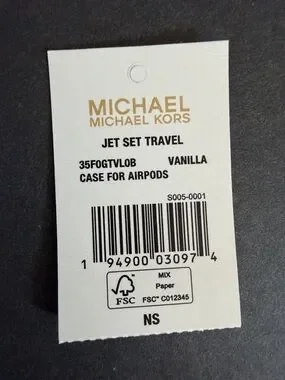 MICHAEL
MICHAEL KORS
JET SET TRAVEL
35F0GTVL0B VANILLA
CASE FOR AIRPODS
S005-0001
1 94900 03097 4
FSC
MIX
Paper
FSC® C012345
NS